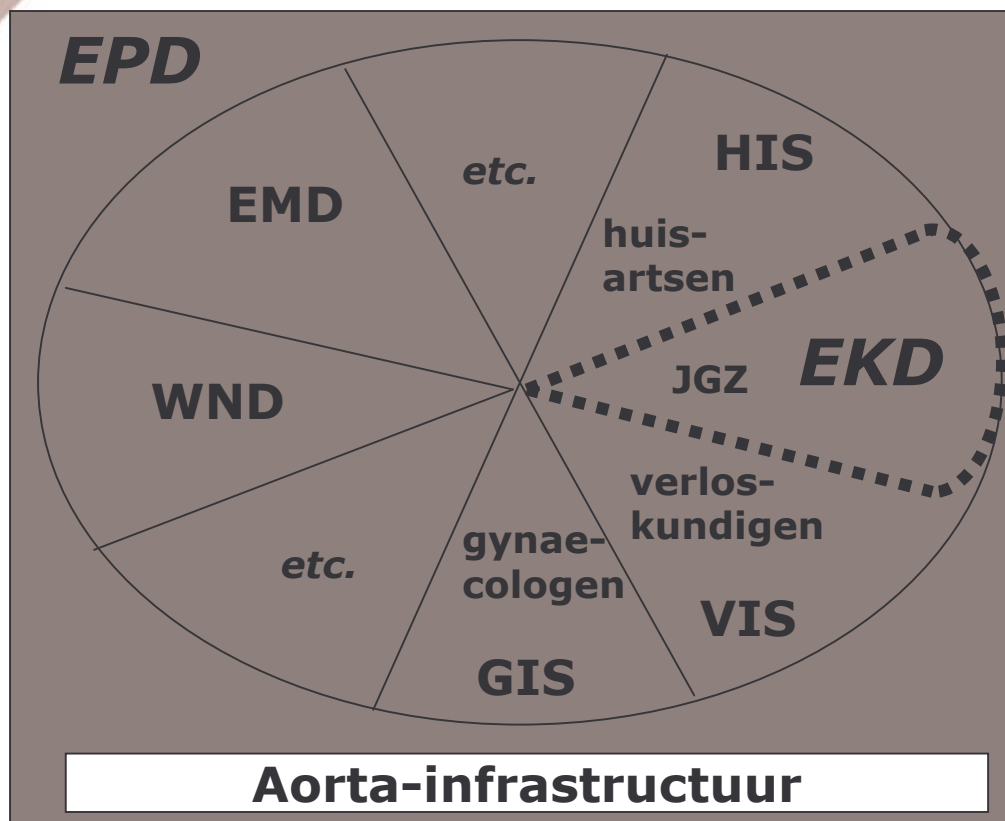 EPD
etc.
HIS
EMD
huis-
artsen
EKD
JGZ
WND
verlos-
kundigen
gynae-
cologen
etc.
VIS
GIS
Aorta-infrastructuur